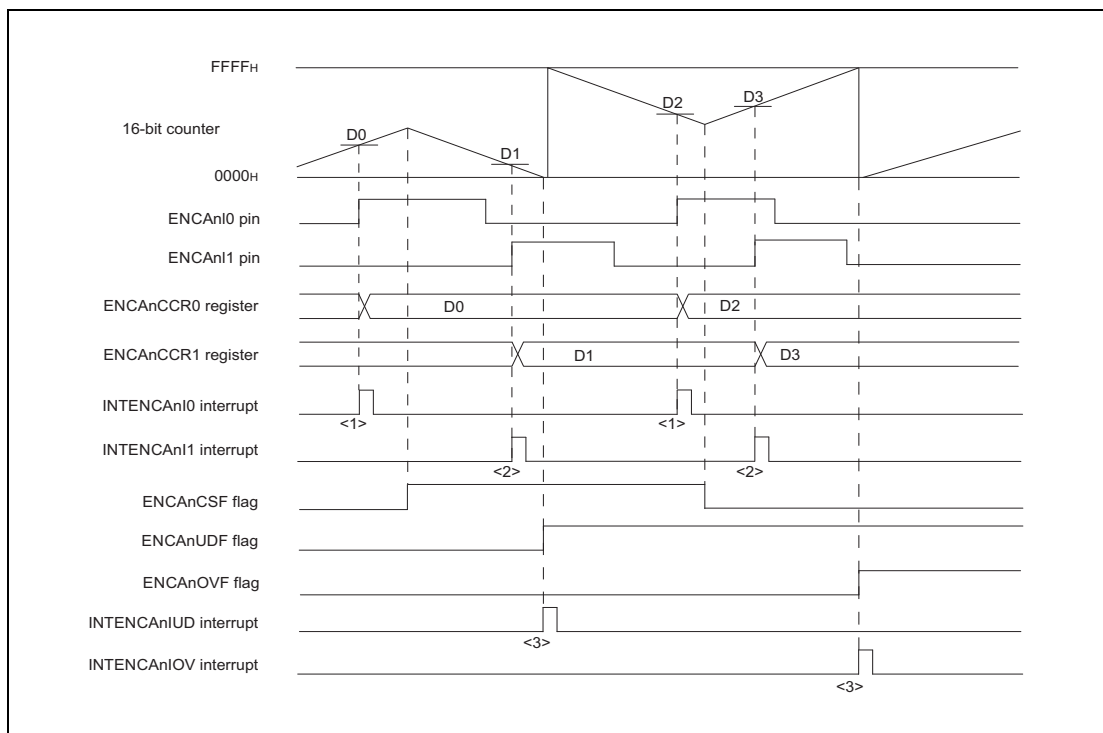 FFFFH
D2
D3
16-bit counter
D0
D1
0000H
ENCAnI0 pin
ENCAnI1 pin
ENCAnCCR0 register
D0
D2
ENCAnCCR1 register
D1
D3
INTENCAnI0 interrupt
<1>
<1>
INTENCAnI1 interrupt
<2>
<2>
ENCAnCSF flag
ENCAnUDF flag
ENCAnOVF flag
INTENCAnIUD interrupt
<3>
INTENCAnIOV interrupt
<3>